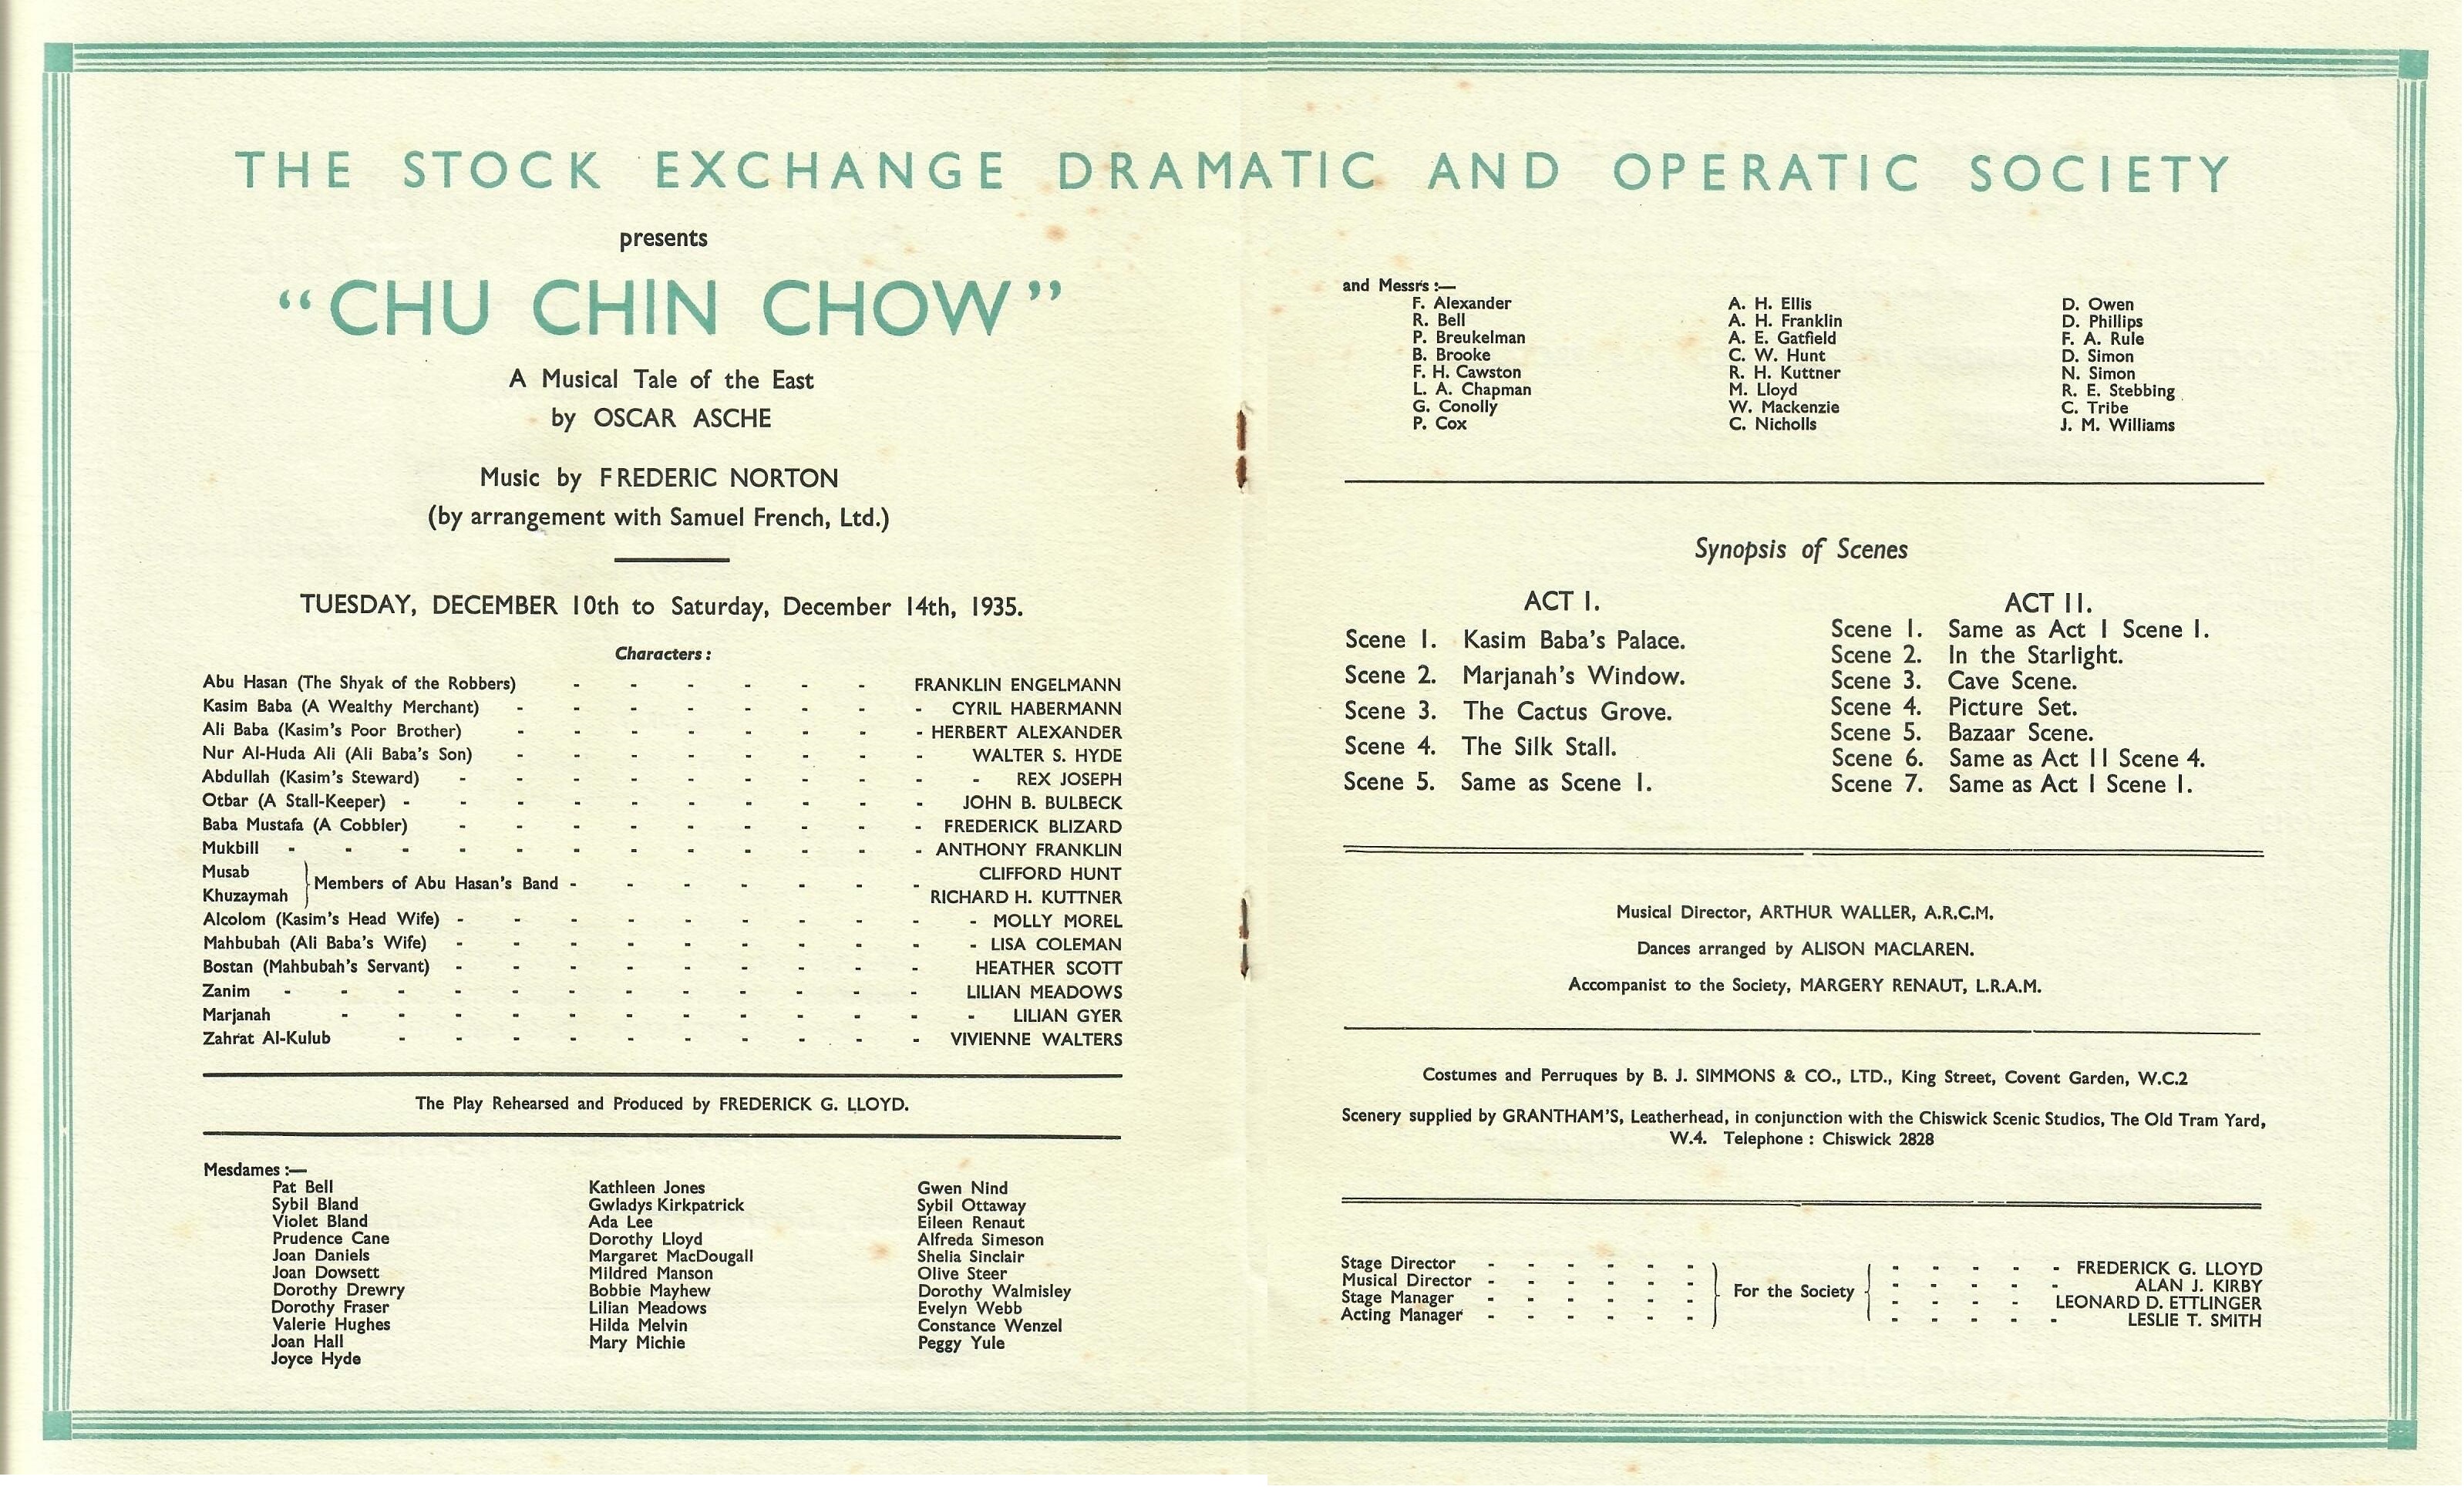 THE STOCK EXCHANGE DRAMATIC AND OPERATIC SOCIETY
presents
“CHU CHIN CHOW”
A Musical Tale of the East
by OSCAR ASCHE
Music by FREDERIC NORTON
(by arrangement with Samuel French, Ltd.)
TUESDAY, DECEMBER 10th to Saturday, December 14th, 1935.
Characters:
Abu Hasan (The Shyak of the Robbers) - - - - - - FRANKLIN ENGELMANN
Kasim Baba (A Wealthy Merchant) - - - - - - - - CYRIL HABERMANN
Ali Baba (Kasim's Poor Brother) - - - - - - - - HERBERT ALEXANDER
Nur Al-Huda Ali (Ali Baba's Son) - - - - - - - - WALTER S. HYDE
Abdullah (Kasim's Steward) - - - - - - - - - - REX JOSEPH
Otbar (A Stall-Keeper) - - - - - - - - - - JOHN B. BULBECK
Baba Mustafa (A Cobbler) - - - - - - - - - FREDERICK BLIZARD
Mukbill - - - - - - - - - - - - ANTHONY FRANKLIN
Musab CLIFFORD HUNT
} Members of Abu Hasan's Band - - - - - - -
Khuzaymah RICHARD H. KUTTNER
Alcolom (Kasim's Head Wife) - - - - - - - - - - MOLLY MOREL
Mahbubah (Ali Baba's Wife) - - - - - - - - - - LISA COLEMAN
Bostan (Mahbubah's Servant) - - - - - - - - - HEATHER SCOTT
Zanim - - - - - - - - - - - - LILIAN MEADOWS
Marjanah - - - - - - - - - - - - LILIAN GYER
Zahrat Al-Kulub - - - - - - - - - - VIVIENNE WALTERS
The Play Rehearsed and Produced by FREDERICK G. LLOYD.
Mesdames :—
Pat Bell
Sybil Bland
Violet Bland
Prudence Cane
Joan Daniels
Joan Dowsett
Dorothy Drewry
Dorothy Fraser
Valerie Hughes
Joan Hall
Joyce Hyde
Kathleen Jones
Gwladys Kirkpatrick
Ada Lee
Dorothy Lloyd
Margaret MacDougall
Mildred Manson
Bobbie Mayhew
Lilian Meadows
Hilda Melvin
Mary Michie
Gwen Nind
Sybil Ottaway
Eileen Renaut
Alfreda Simeson
Shelia Sinclair
Olive Steer
Dorothy Walmisley
Evelyn Webb
Constance Wenzel
Peggy Yule
and Messrs :—
F. Alexander
R. Bell
P. Breukelman
B. Brooke
F. H. Cawston
L. A. Chapman
G. Conolly
P. Cox
A. H. Ellis
A. H. Franklin
A. E. Gatfield
C. W. Hunt
R. H. Kuttner
M. Lloyd
W. Mackenzie
C. Nicholls
D. Owen
D. Phillips
F. A. Rule
D. Simon
N. Simon
R. E. Stebbing
C. Tribe
J. M. Williams
Synopsis of Scenes
ACT I.
Scene 1. Kasim Baba's Palace.
Scene 2. Marjanah's Window.
Scene 3. The Cactus Grove.
Scene 4. The Silk Stall.
Scene 5. Same as Scene 1.
ACT II.
Scene 1. Same as Act I Scene 1.
Scene 2. In the Starlight.
Scene 3. Cave Scene.
Scene 4. Picture Set.
Scene 5. Bazaar Scene.
Scene 6. Same as Act II Scene 4.
Scene 7. Same as Act I Scene 1.
Musical Director, ARTHUR WALLER, A.R.C.M.
Dances arranged by ALISON MACLAREN.
Accompanist to the Society, MARGERY RENAUT, L.R.A.M.
Costumes and Perruques by B. J. SIMMONS & CO., LTD., King Street, Covent Garden, W.C.2
Scenery supplied by GRANTHAM'S, Leatherhead, in conjunction with the Chiswick Scenic Studios, The Old Tram Yard,
W.4. Telephone : Chiswick 2828
Stage Director - - - - - - - - - - FREDERICK G. LLOYD
Musical Director - - - - - - - - - - ALAN J. KIRBY
} For the Society {
Stage Manager - - - - - - - - - LEONARD D. ETTLINGER
Acting Manager - - - - - - - - - - LESLIE T. SMITH